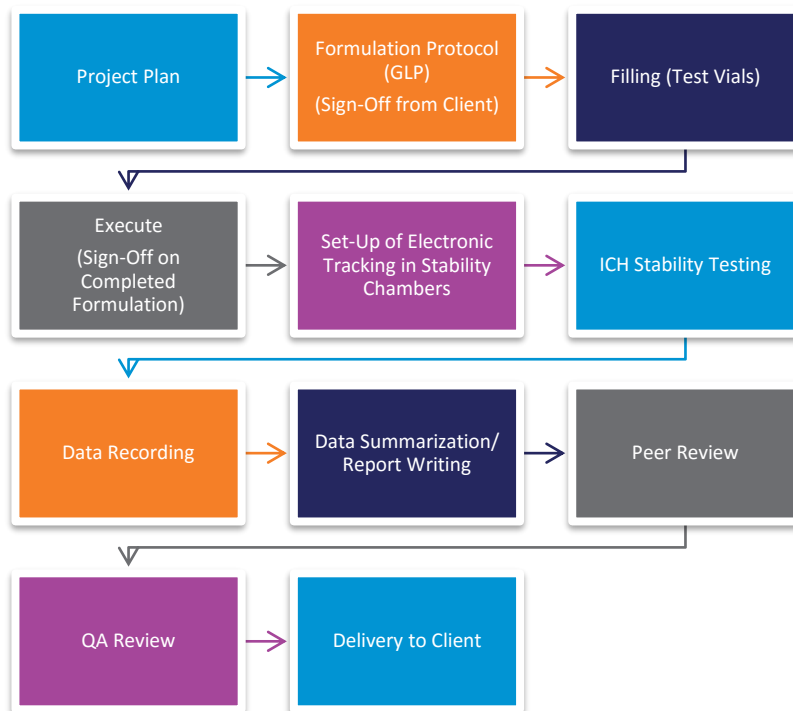 Project Plan
Formulation Protocol
(GLP)
(Sign-Off from Client)
Filling (Test Vials)
Execute
(Sign-Off on
Completed
Formulation)
Set-Up of Electronic
Tracking in Stability
Chambers
ICH Stability Testing
Data Recording
Data Summarization/
Report Writing
Peer Review
QA Review
Delivery to Client